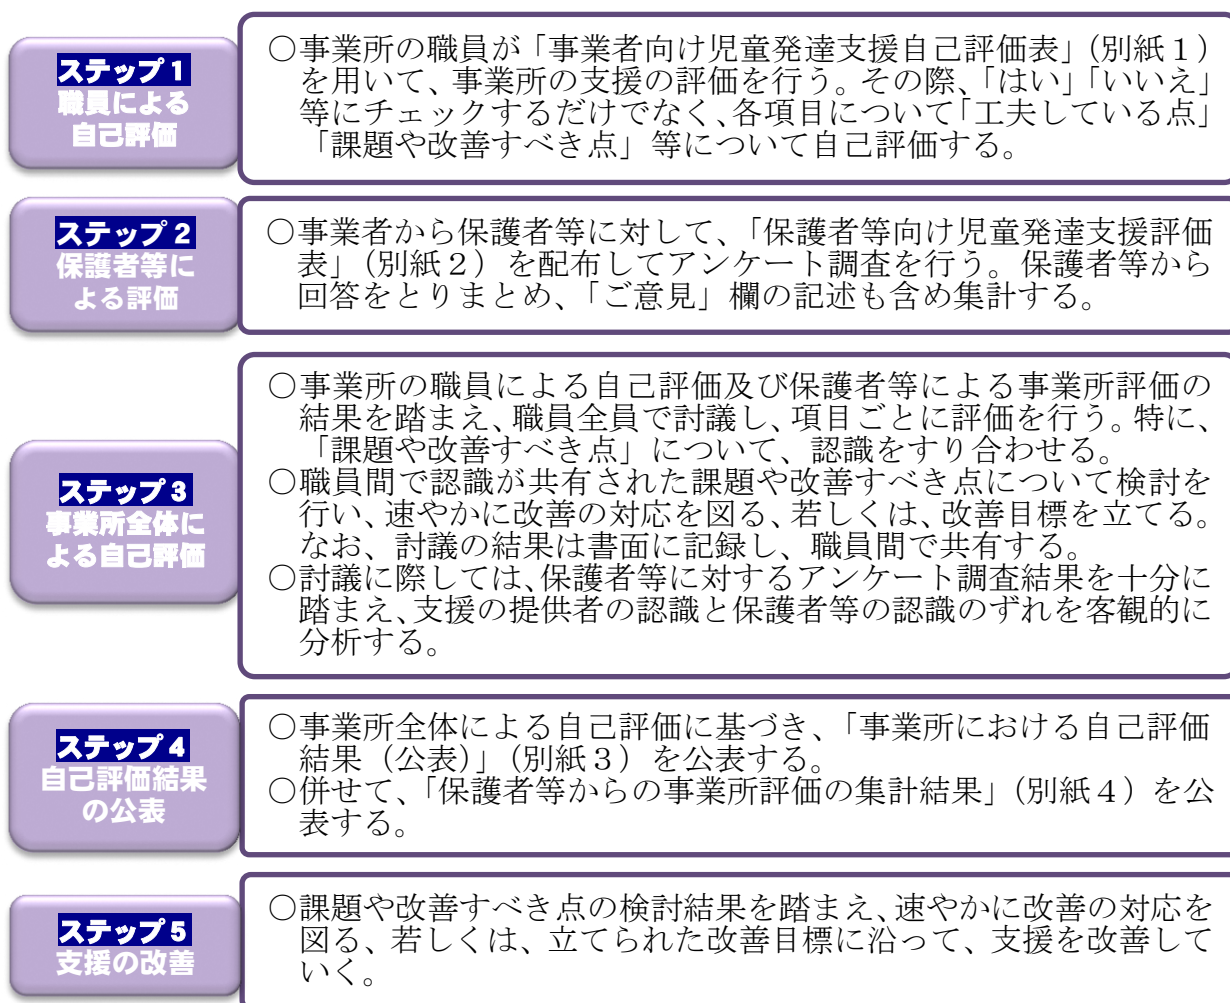 ステップ1
職員による
自己評価
○事業所の職員が「事業者向け児童発達支援自己評価表」(別紙1)
を用いて、事業所の支援の評価を行う。その際、「はい」「いいえ」
等にチェックするだけでなく、各項目について「工夫している点」
「課題や改善すべき点」等について自己評価する。
ステップ2
保護者等に
よる評価
○事業者から保護者等に対して、「保護者等向け児童発達支援評価
表」(別紙2)を配布してアンケート調査を行う。保護者等から
回答をとりまとめ、「ご意見」欄の記述も含め集計する。
ステップ3
事業所全体に
よる自己評価
○事業所の職員による自己評価及び保護者等による事業所評価の
結果を踏まえ、職員全員で討議し、項目ごとに評価を行う。特に、
「課題や改善すべき点」について、認識をすり合わせる。
○職員間で認識が共有された課題や改善すべき点について検討を
行い、速やかに改善の対応を図る、若しくは、改善目標を立てる。
なお、討議の結果は書面に記録し、職員間で共有する。
○討議に際しては、保護者等に対するアンケート調査結果を十分に
踏まえ、支援の提供者の認識と保護者等の認識のずれを客観的に
分析する。
ステップ4
自己評価結果
の公表
○事業所全体による自己評価に基づき、「事業所における自己評価
結果(公表)」(別紙3)を公表する。
○併せて、「保護者等からの事業所評価の集計結果」(別紙4)を公
表する。
ステップ5
支援の改善
○課題や改善すべき点の検討結果を踏まえ、速やかに改善の対応を
図る、若しくは、立てられた改善目標に沿って、支援を改善して
いく。